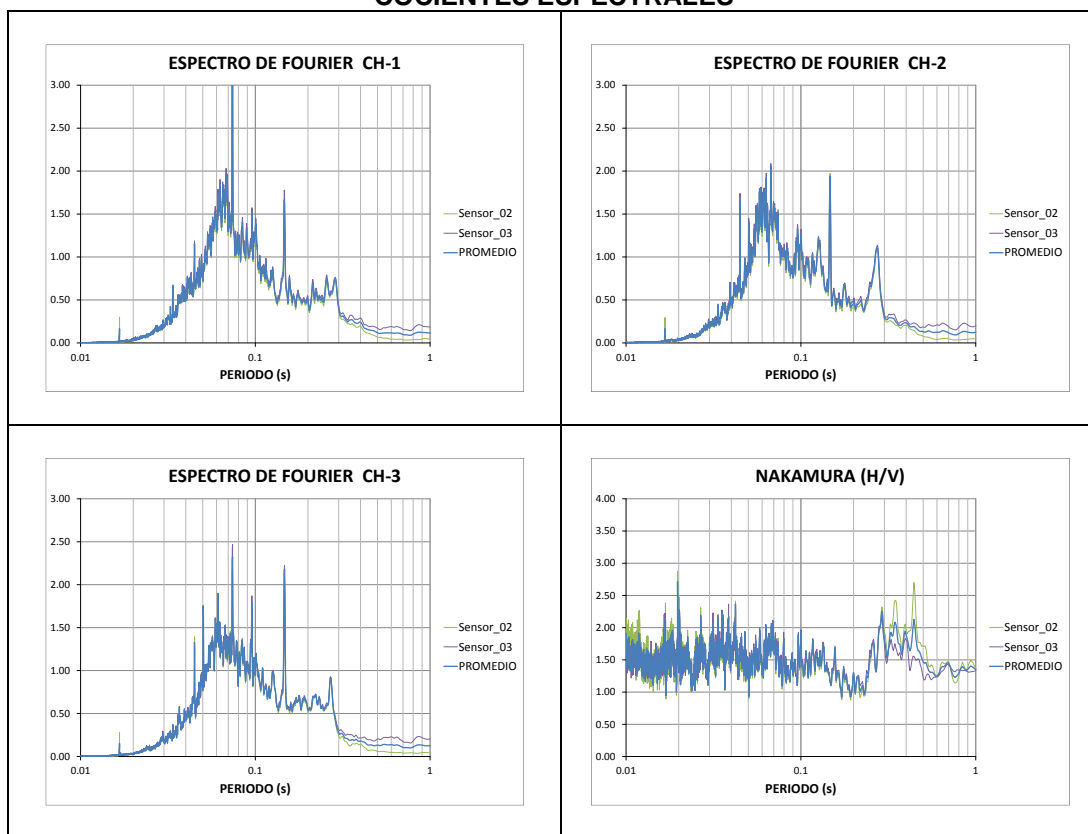 COCIENTES ESPECTRALES
ESPECTRO DE FOURIER CH-1
3.00
2.50
2.00
1.50
1.00
0.50
0.00
0.01
0.1
1
PERIODO (s)
Sensor_02
Sensor_03
PROMEDIO
ESPECTRO DE FOURIER CH-2
3.00
2.50
2.00
1.50
1.00
0.50
0.00
0.01
0.1
1
PERIODO (s)
Sensor_02
Sensor_03
PROMEDIO
ESPECTRO DE FOURIER CH-3
3.00
2.50
2.00
1.50
1.00
0.50
0.00
0.01
0.1
1
PERIODO (s)
Sensor_02
Sensor_03
PROMEDIO
NAKAMURA (H/V)
4.00
3.50
3.00
2.50
2.00
1.50
1.00
0.50
0.00
0.01
0.1
1
PERIODO (s)
Sensor_02
Sensor_03
PROMEDIO